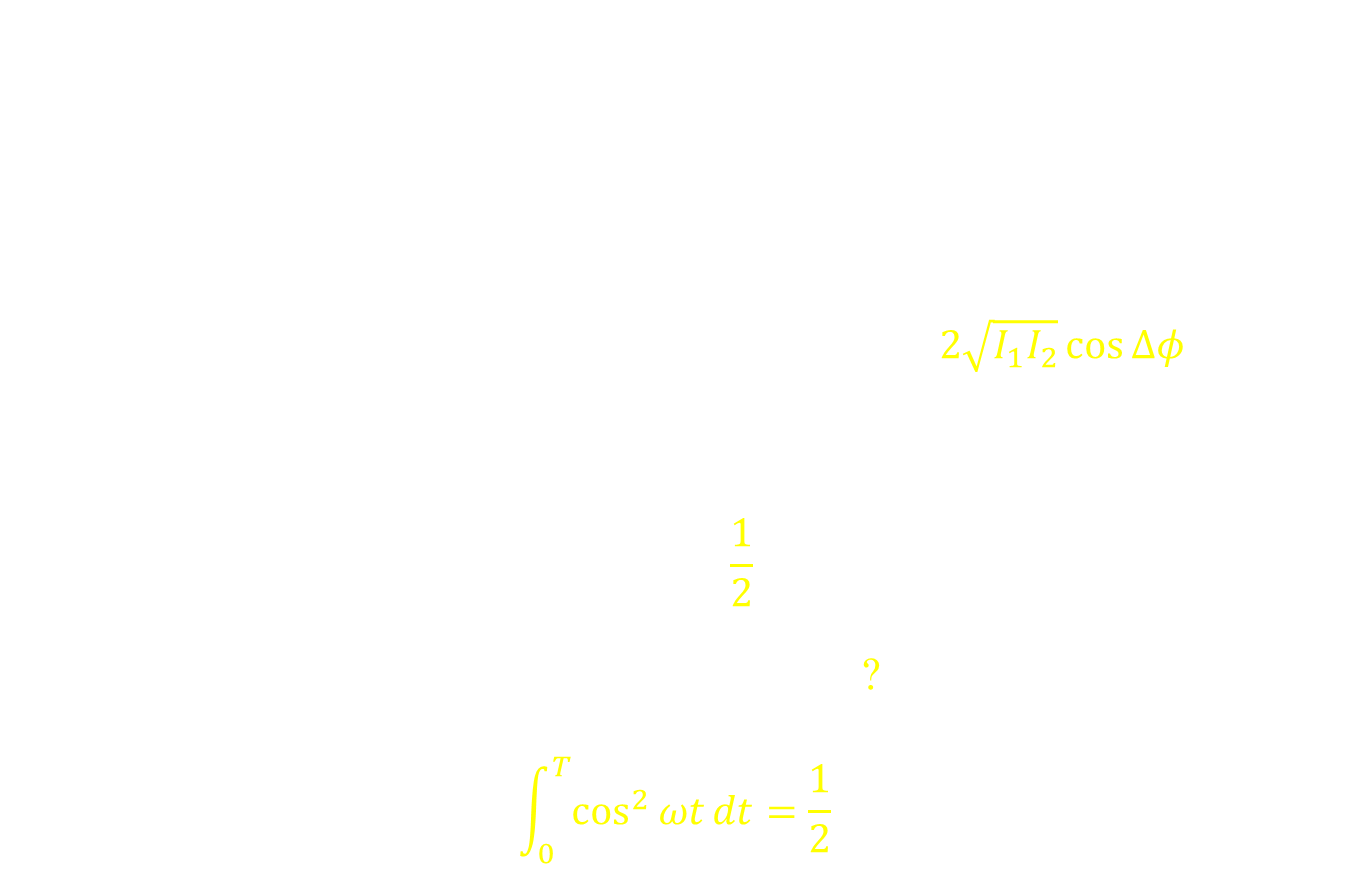 2√I₁I₂ cos Δϕ
1/2
?
∫₀ᵀ cos² ωt dt = 1/2